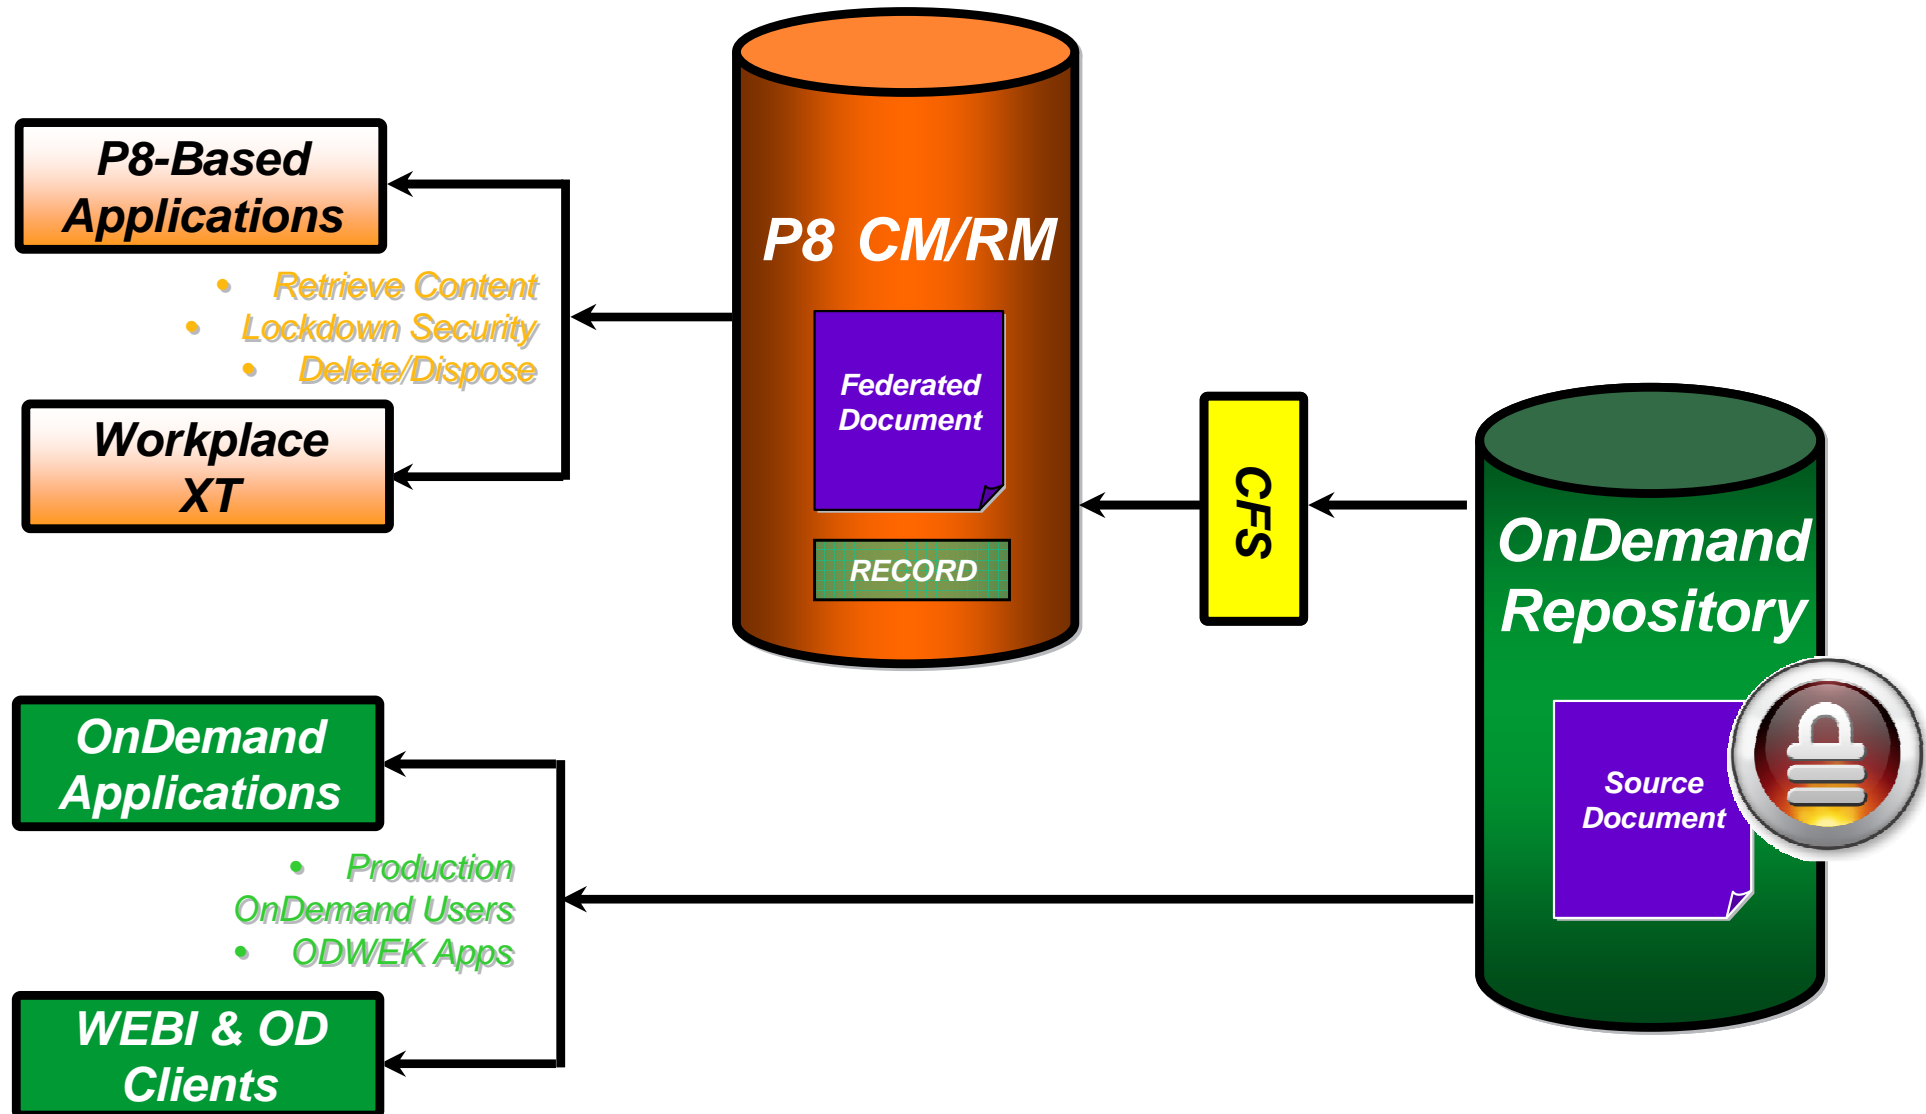 P8-Based
Applications
• Retrieve Content
• Lockdown Security
• Delete/Dispose
Workplace
XT
P8 CM/RM
Federated
Document
RECORD
CFS
OnDemand
Repository
Source
Document
OnDemand
Applications
• Production
OnDemand Users
• ODWEK Apps
WEBI & OD
Clients